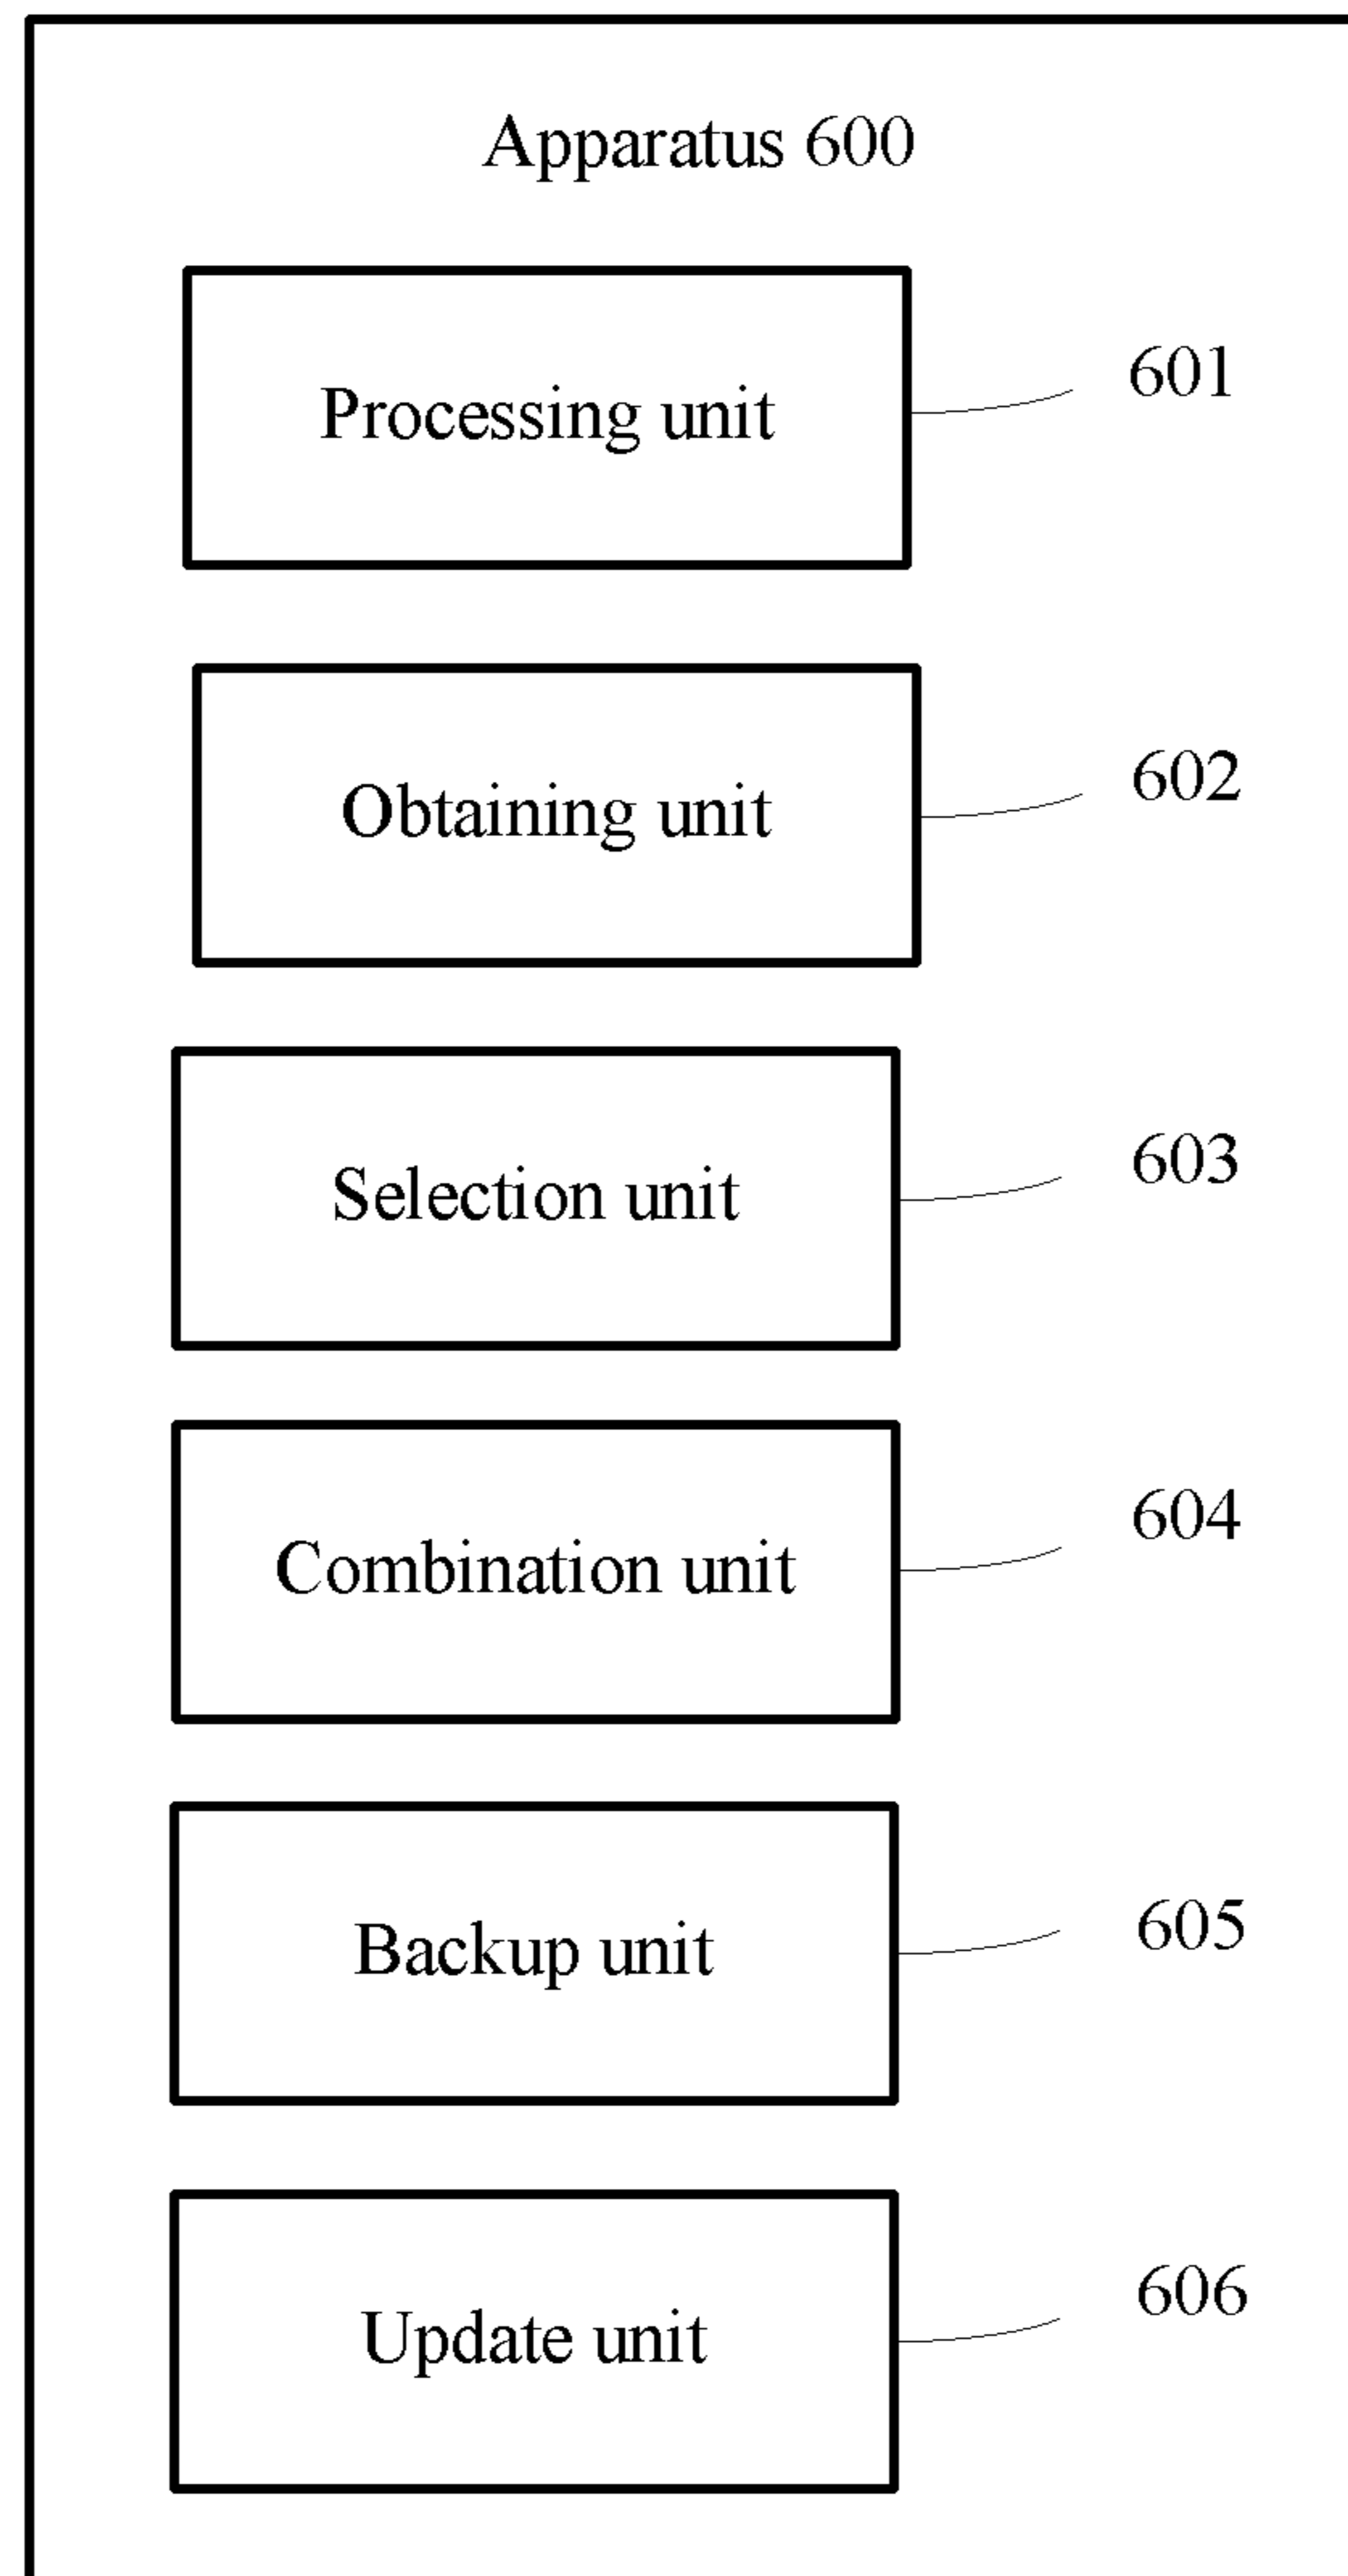 Apparatus 600
Processing unit
601
Obtaining unit
602
Selection unit
603
Combination unit
604
Backup unit
605
Update unit
606